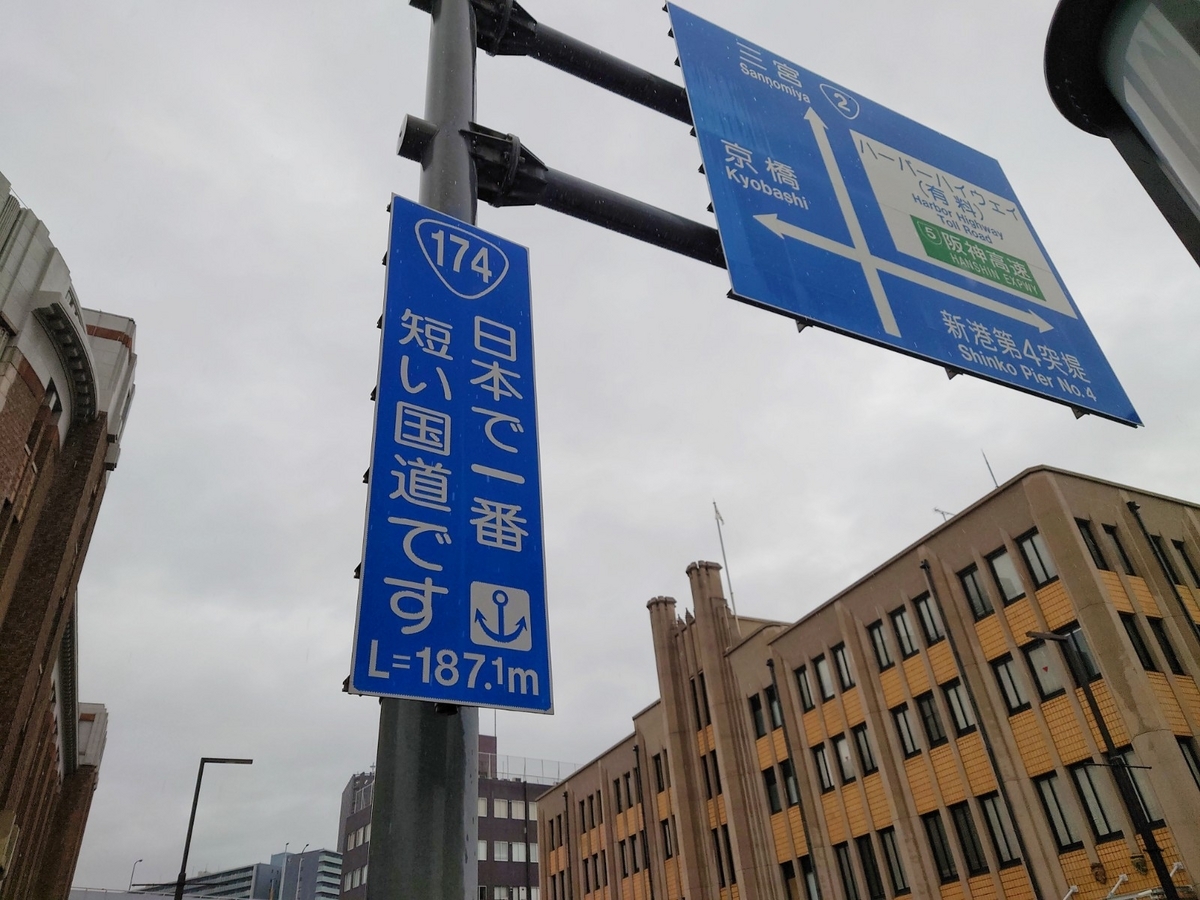 174
日本で一番
短い国道です
L=187.1m
三宮
Sannomiya
2
京橋
Kyobashi
ハーバーハイウェイ
(有料)
Harbor Highway
Toll Road
5 阪神高速
HANSHIN EXPWY
新港第4突堤
Shinko Pier No.4